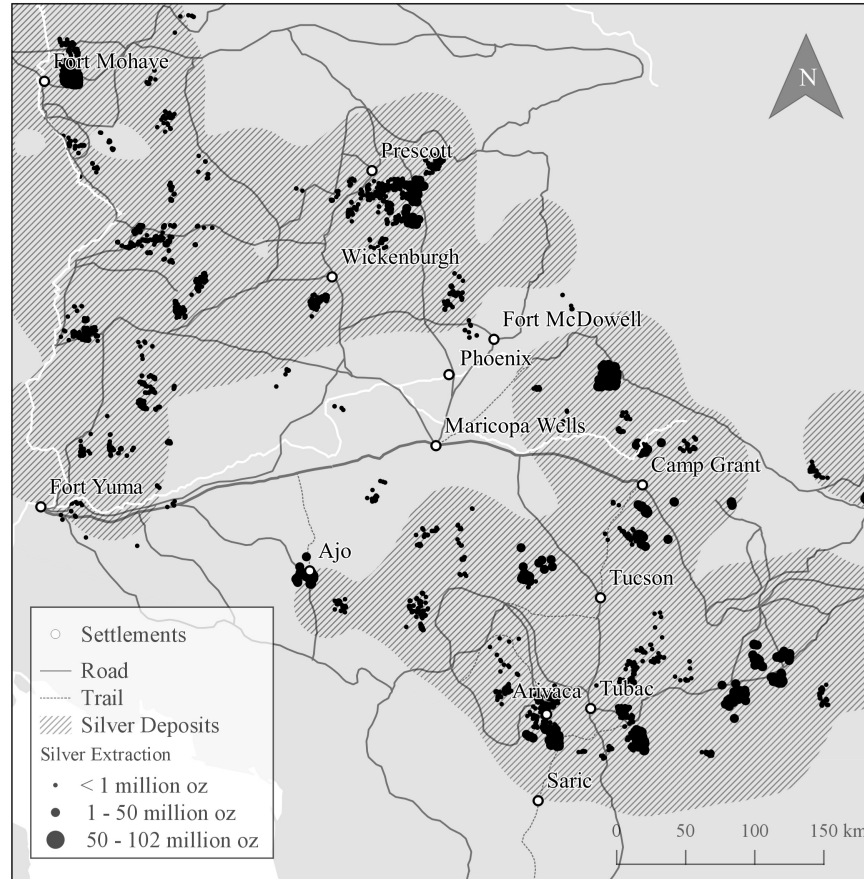 Fort Mohave
N
Prescott
Wickenburgh
Fort McDowell
Phoenix
Maricopa Wells
Camp Grant
Fort Yuma
Ajo
Tucson
Arivaca
Tubac
Saric
Settlements
Road
Trail
Silver Deposits
Silver Extraction
< 1 million oz
1 - 50 million oz
50 - 102 million oz
0 50 100 150 km